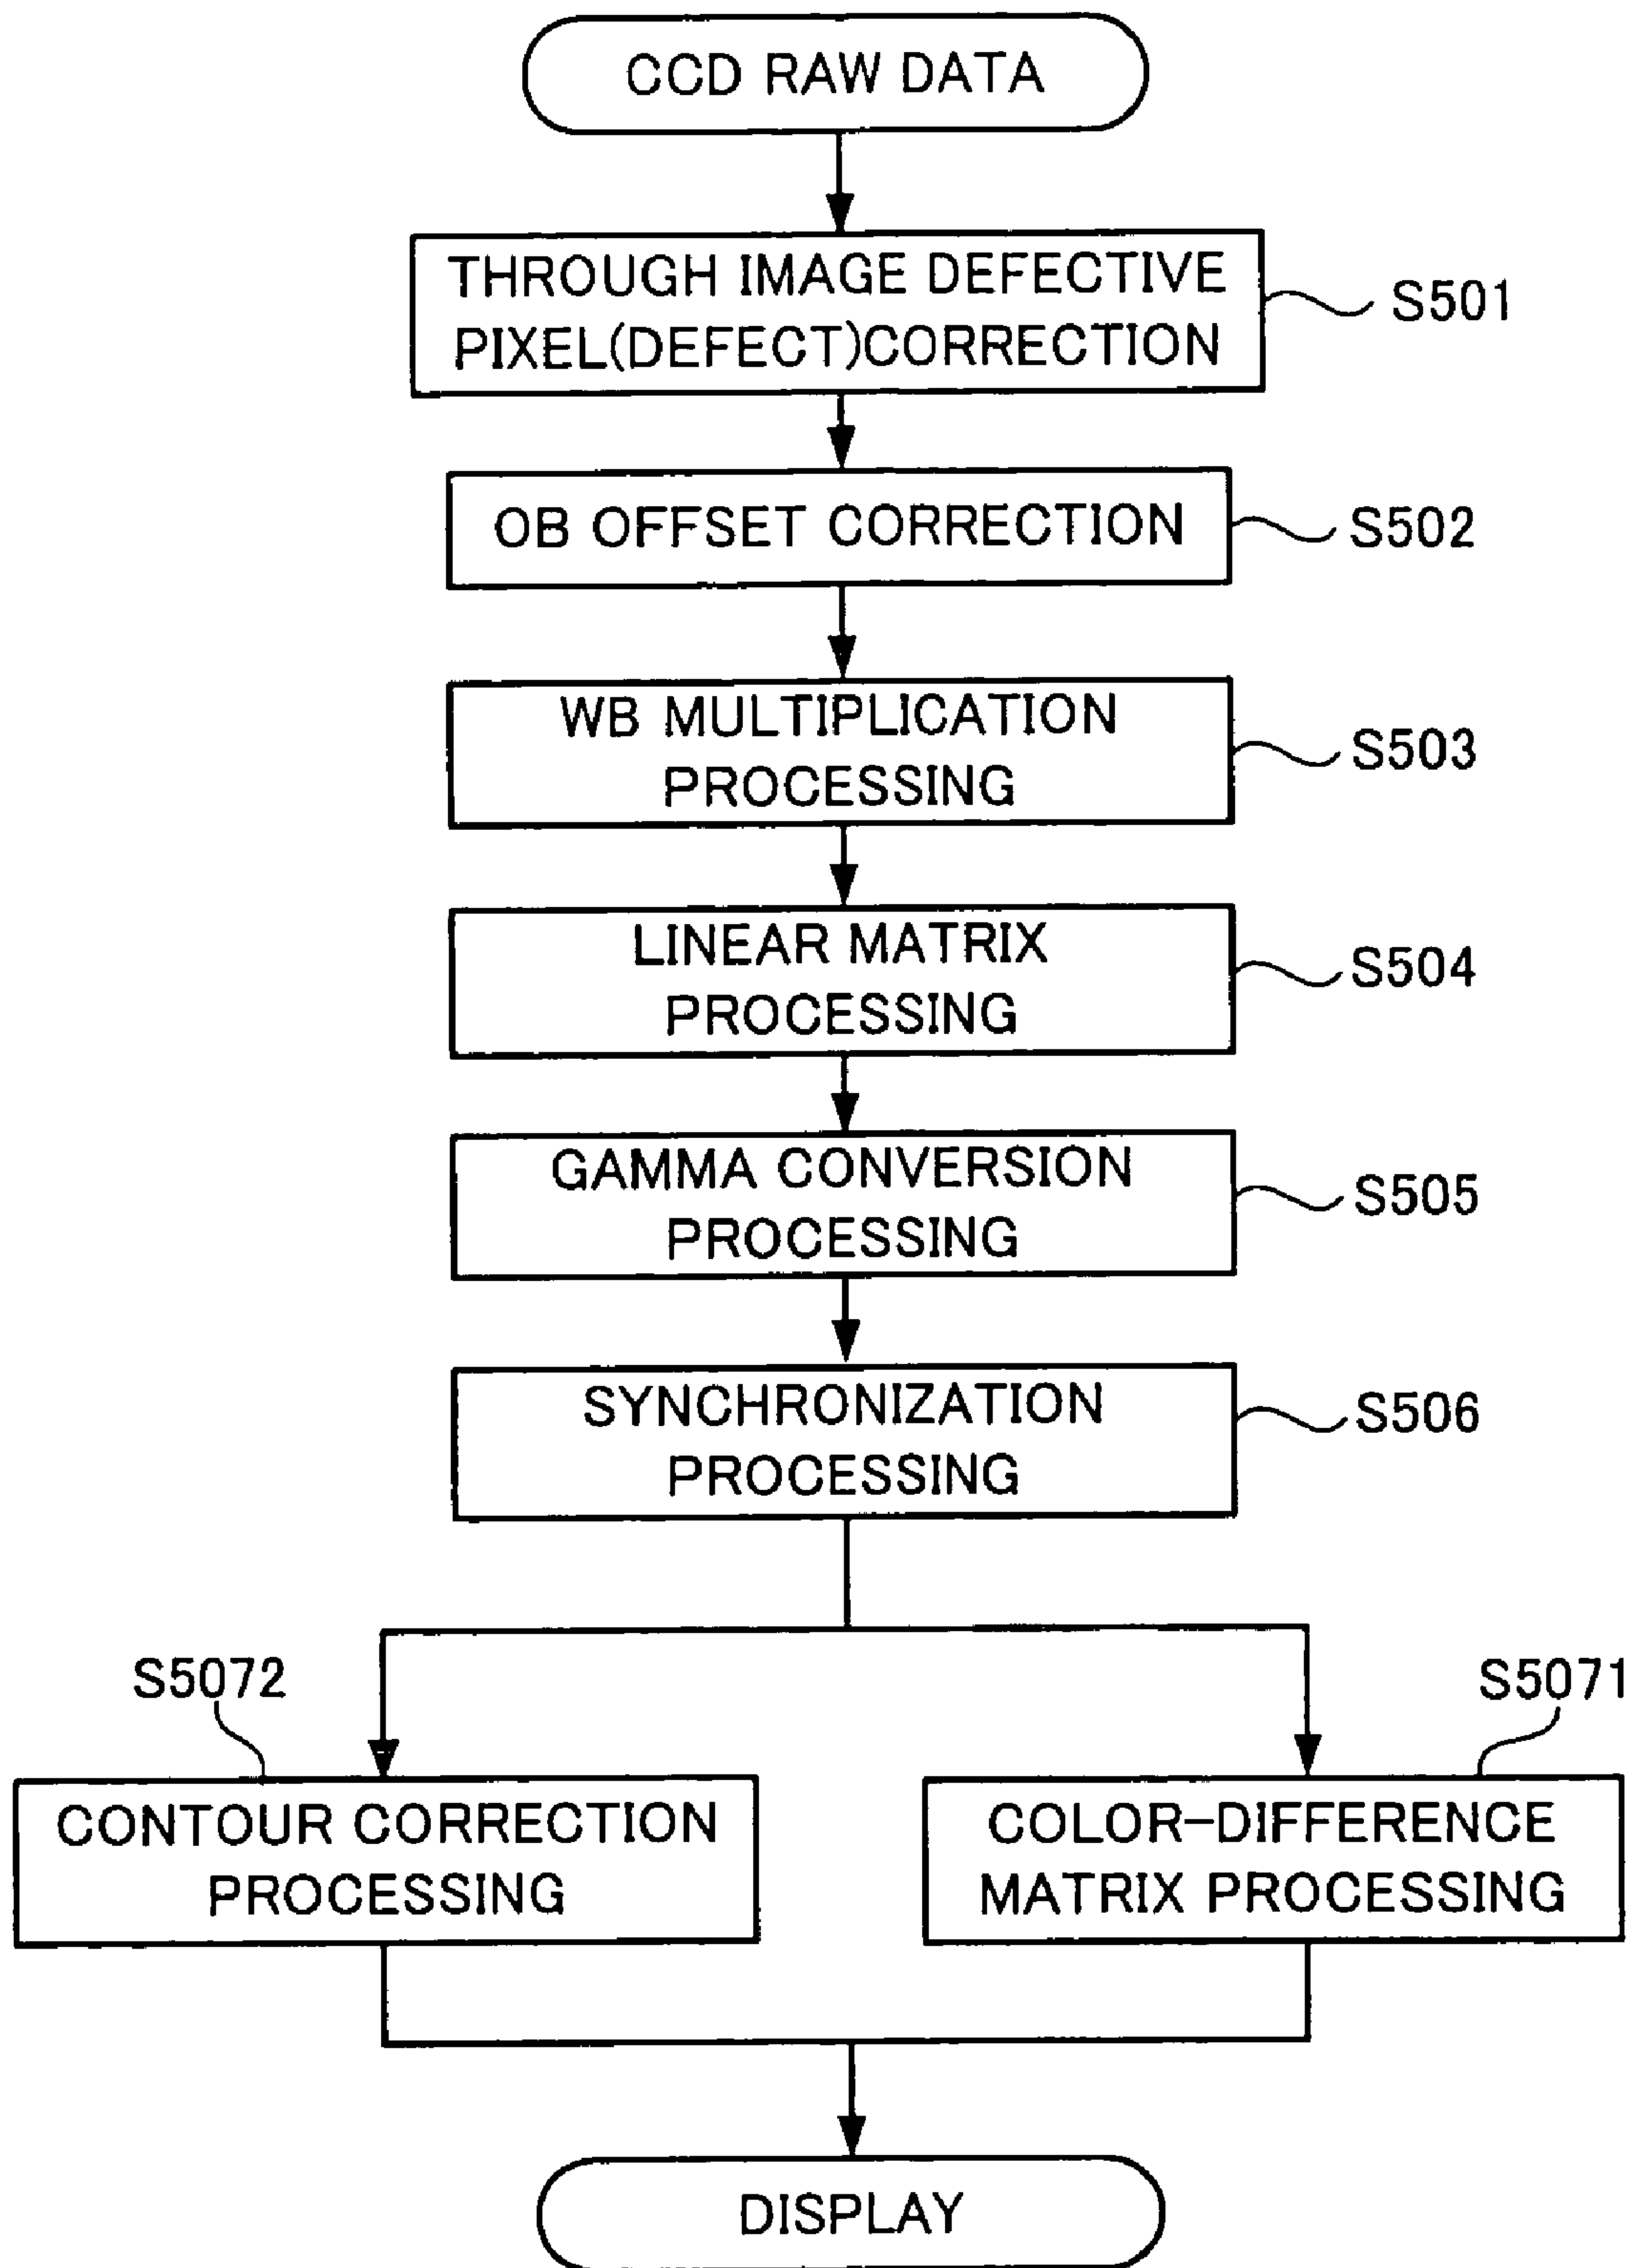 CCD RAW DATA
THROUGH IMAGE DEFECTIVE
PIXEL(DEFECT)CORRECTION
S501
OB OFFSET CORRECTION
S502
WB MULTIPLICATION
PROCESSING
S503
LINEAR MATRIX
PROCESSING
S504
GAMMA CONVERSION
PROCESSING
S505
SYNCHRONIZATION
PROCESSING
S506
S5072
S5071
CONTOUR CORRECTION
PROCESSING
COLOR-DIFFERENCE
MATRIX PROCESSING
DISPLAY